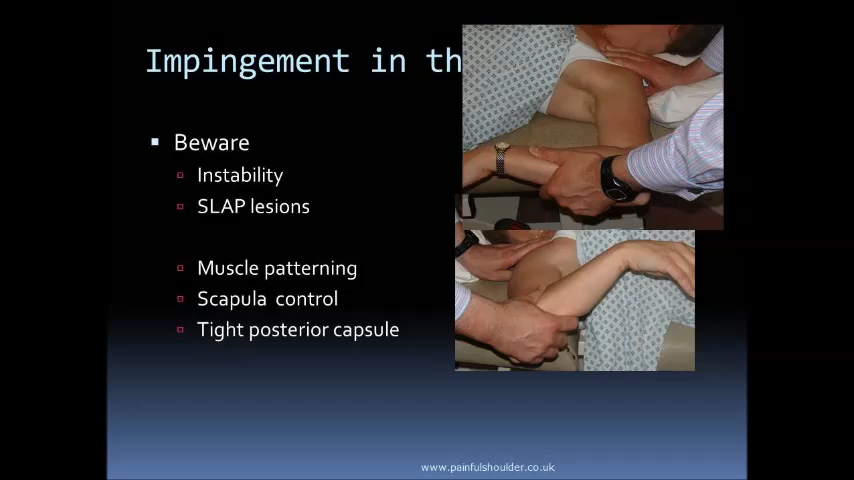 Impingement in th
Beware
Instability
SLAP lesions
Muscle patterning
Scapula control
Tight posterior capsule
www.painfulshoulder.co.uk